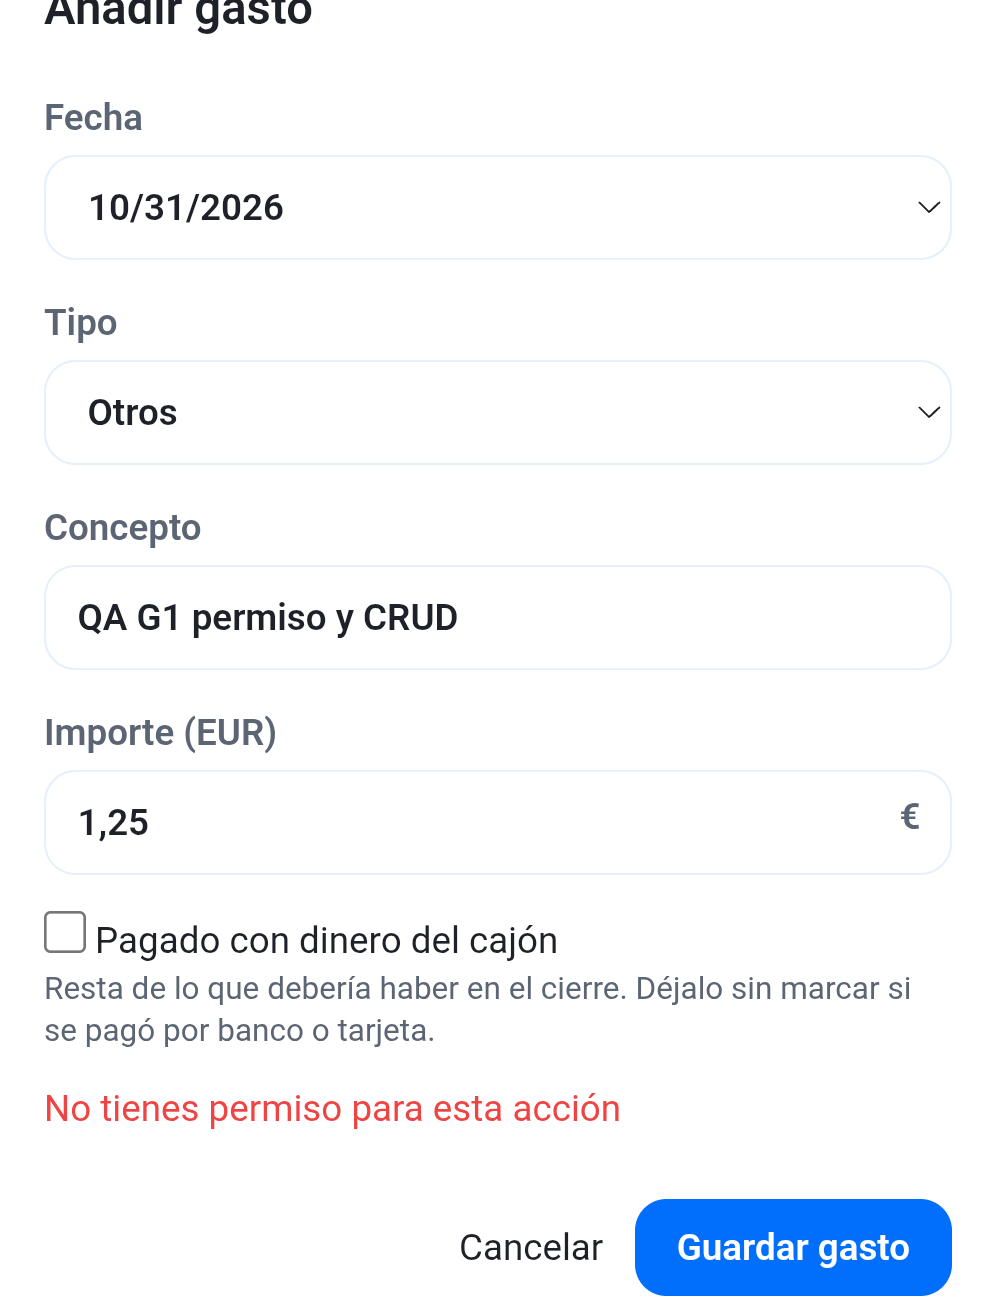 Añadir gasto
Fecha
10/31/2026
Tipo
Otros
Concepto
QA G1 permiso y CRUD
Importe (EUR)
1,25 €
Pagado con dinero del cajón
Resta de lo que debería haber en el cierre. Déjalo sin marcar si
se pagó por banco o tarjeta.
No tienes permiso para esta acción
Cancelar Guardar gasto